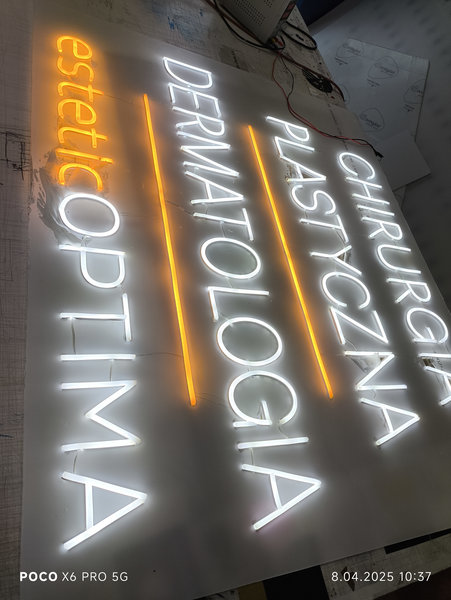 CHIRURGIA
PLASTYCZNA
DERMATOLOGIA
esteticOPTIMA
POCO X6 PRO 5G
8.04.2025 10:37